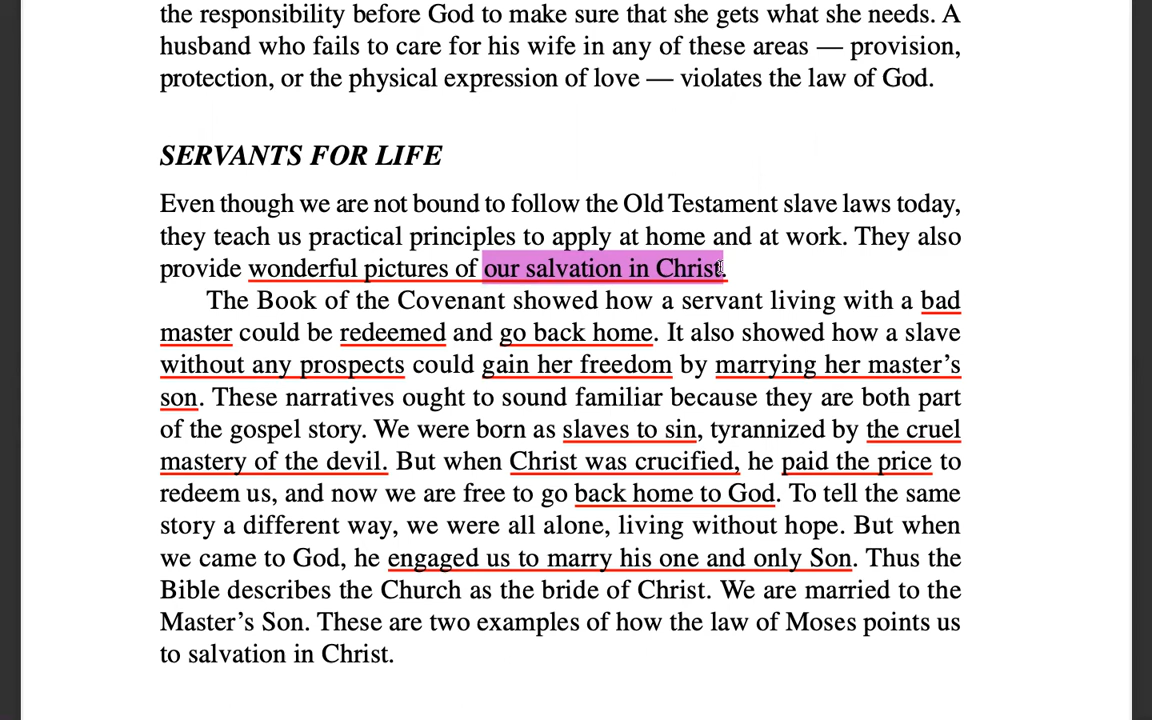 the responsibility before God to make sure that she gets what she needs. A
husband who fails to care for his wife in any of these areas — provision,
protection, or the physical expression of love — violates the law of God.
SERVANTS FOR LIFE
Even though we are not bound to follow the Old Testament slave laws today,
they teach us practical principles to apply at home and at work. They also
provide wonderful pictures of our salvation in Christ.
The Book of the Covenant showed how a servant living with a bad
master could be redeemed and go back home. It also showed how a slave
without any prospects could gain her freedom by marrying her master’s
son. These narratives ought to sound familiar because they are both part
of the gospel story. We were born as slaves to sin, tyrannized by the cruel
mastery of the devil. But when Christ was crucified, he paid the price to
redeem us, and now we are free to go back home to God. To tell the same
story a different way, we were all alone, living without hope. But when
we came to God, he engaged us to marry his one and only Son. Thus the
Bible describes the Church as the bride of Christ. We are married to the
Master’s Son. These are two examples of how the law of Moses points us
to salvation in Christ.